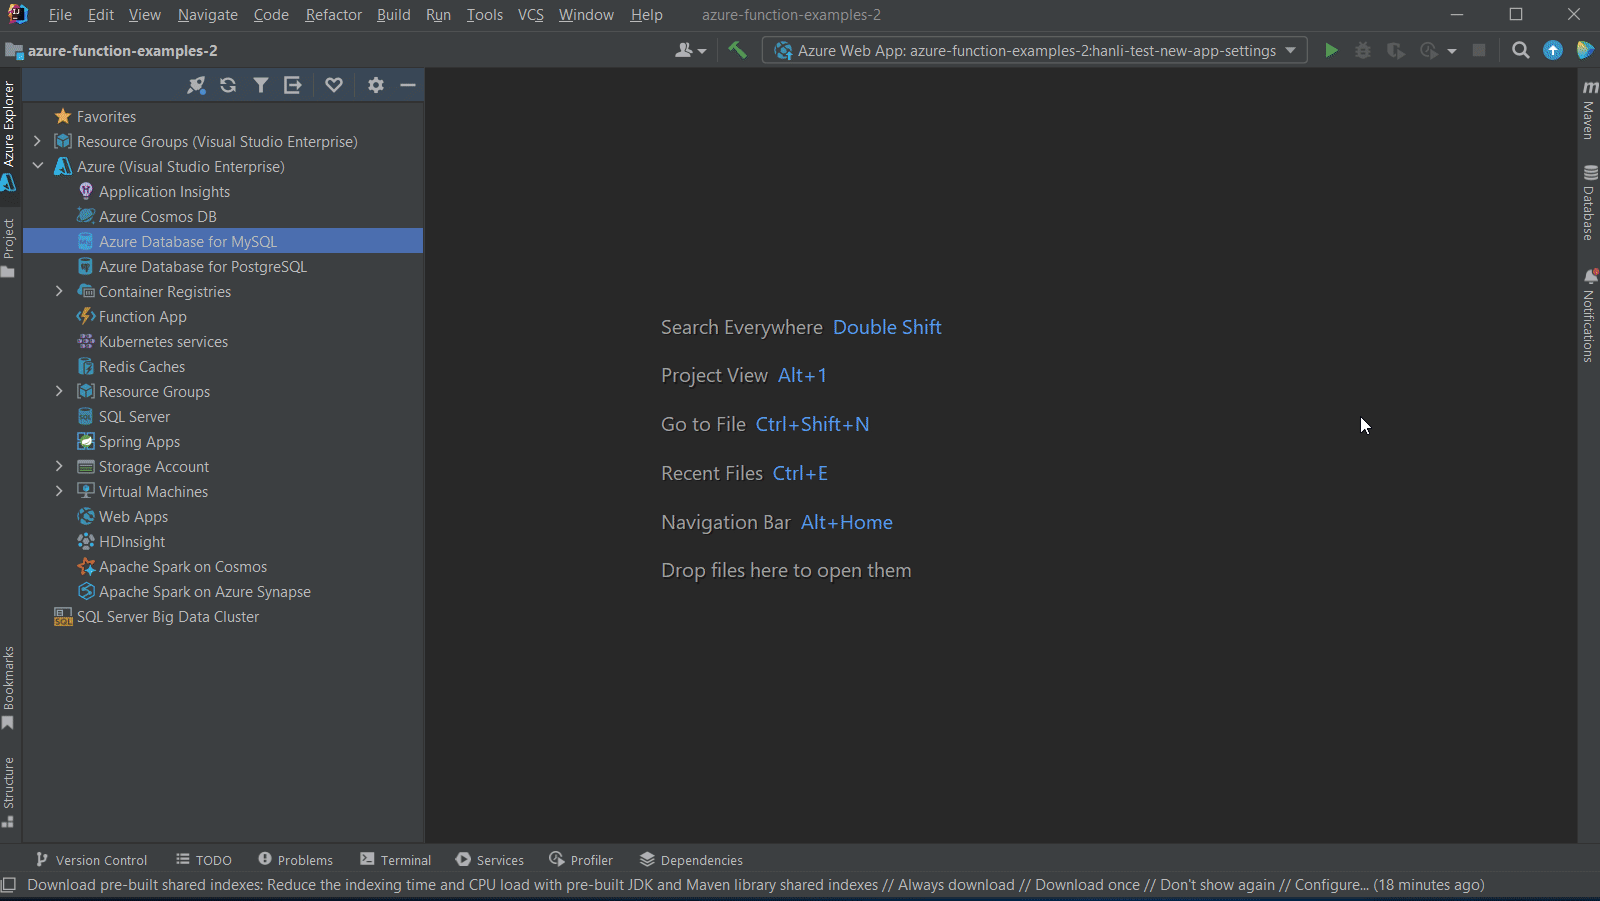 File Edit View Navigate Code Refactor Build Run Tools VCS Window Help azure-function-examples-2
azure-function-examples-2 Azure Web App: azure-function-examples-2:hanli-test-new-app-settings
Azure Explorer
Project
Bookmarks
Structure
Favorites
Resource Groups (Visual Studio Enterprise)
Azure (Visual Studio Enterprise)
Application Insights
Azure Cosmos DB
Azure Database for MySQL
Azure Database for PostgreSQL
Container Registries
Function App
Kubernetes services
Redis Caches
Resource Groups
SQL Server
Spring Apps
Storage Account
Virtual Machines
Web Apps
HDInsight
Apache Spark on Cosmos
Apache Spark on Azure Synapse
SQL Server Big Data Cluster
Search Everywhere Double Shift
Project View Alt+1
Go to File Ctrl+Shift+N
Recent Files Ctrl+E
Navigation Bar Alt+Home
Drop files here to open them
Maven
Database
Notifications
Version Control TODO Problems Terminal Services Profiler Dependencies
Download pre-built shared indexes: Reduce the indexing time and CPU load with pre-built JDK and Maven library shared indexes // Always download // Download once // Don't show again // Configure... (18 minutes ago)